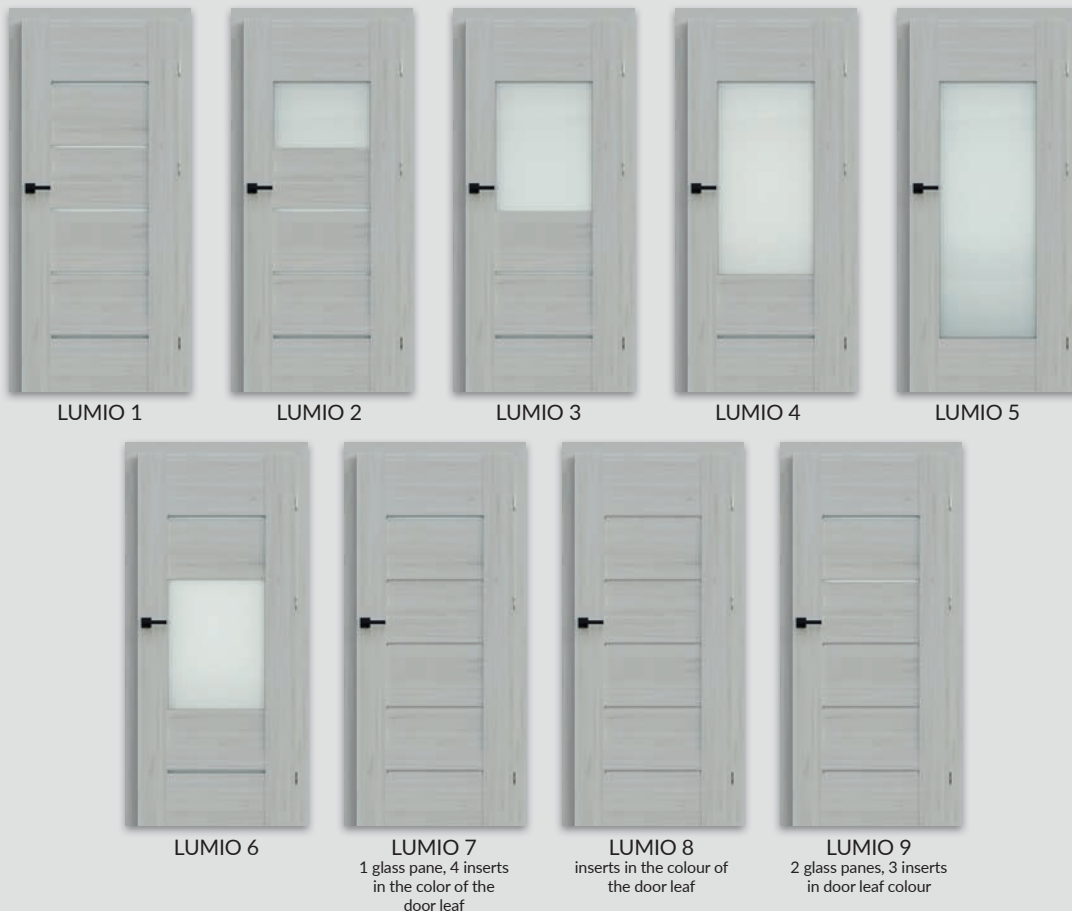 LUMIO 1
LUMIO 2
LUMIO 3
LUMIO 4
LUMIO 5
LUMIO 6
LUMIO 7
1 glass pane, 4 inserts
in the color of the
door leaf
LUMIO 8
inserts in the colour of
the door leaf
LUMIO 9
2 glass panes, 3 inserts
in door leaf colour